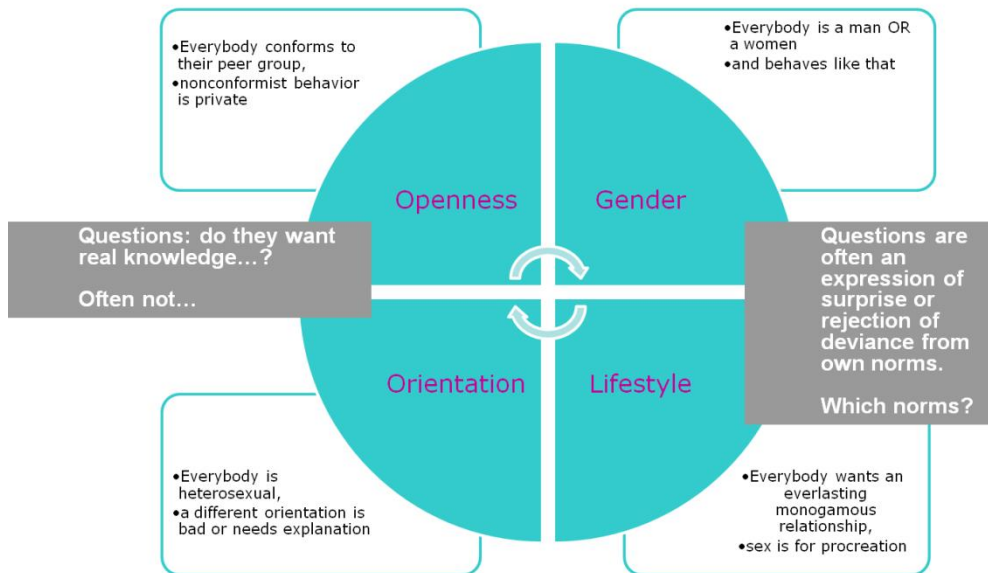 •Everybody conforms to
their peer group,
•nonconformist behavior
is private
•Everybody is a man OR
a women
•and behaves like that
Openness
Gender
Questions: do they want
real knowledge…?
Often not…
Questions are
often an
expression of
surprise or
rejection of
deviance from
own norms.
Which norms?
Orientation
Lifestyle
•Everybody is
heterosexual,
•a different orientation is
bad or needs explanation
•Everybody wants an
everlasting
monogamous
relationship,
•sex is for procreation